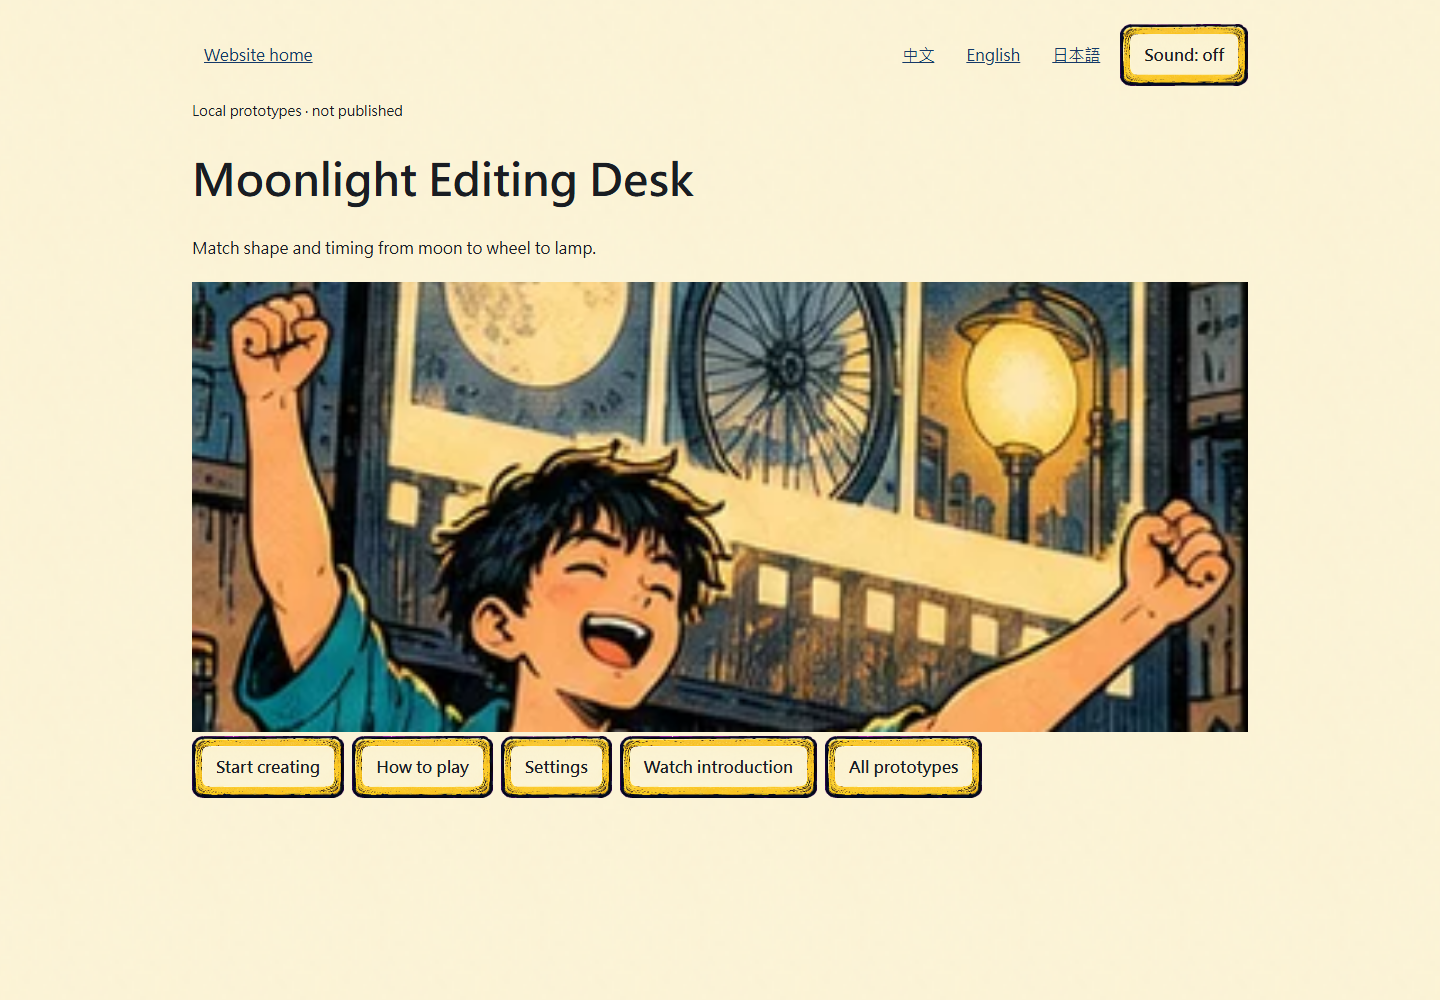 Website home
中文
English
日本語
Sound: off
Local prototypes · not published
Moonlight Editing Desk
Match shape and timing from moon to wheel to lamp.
Start creating
How to play
Settings
Watch introduction
All prototypes